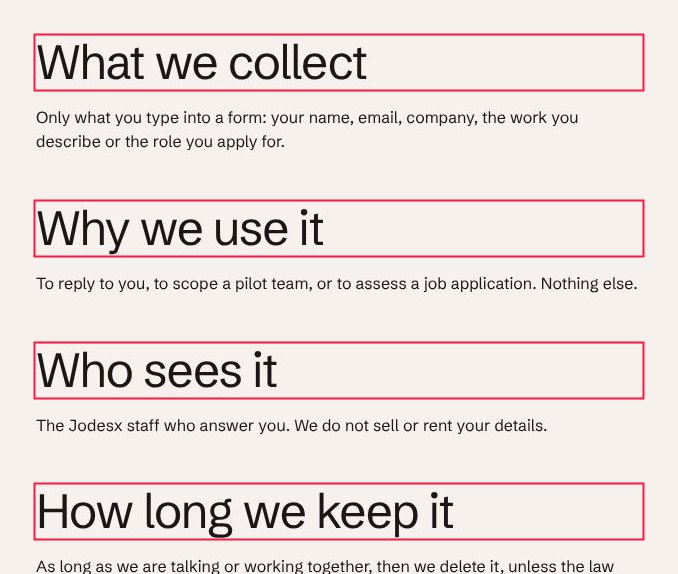 What we collect
Only what you type into a form: your name, email, company, the work you
describe or the role you apply for.
Why we use it
To reply to you, to scope a pilot team, or to assess a job application. Nothing else.
Who sees it
The Jodesx staff who answer you. We do not sell or rent your details.
How long we keep it
As long as we are talking or working together, then we delete it, unless the law